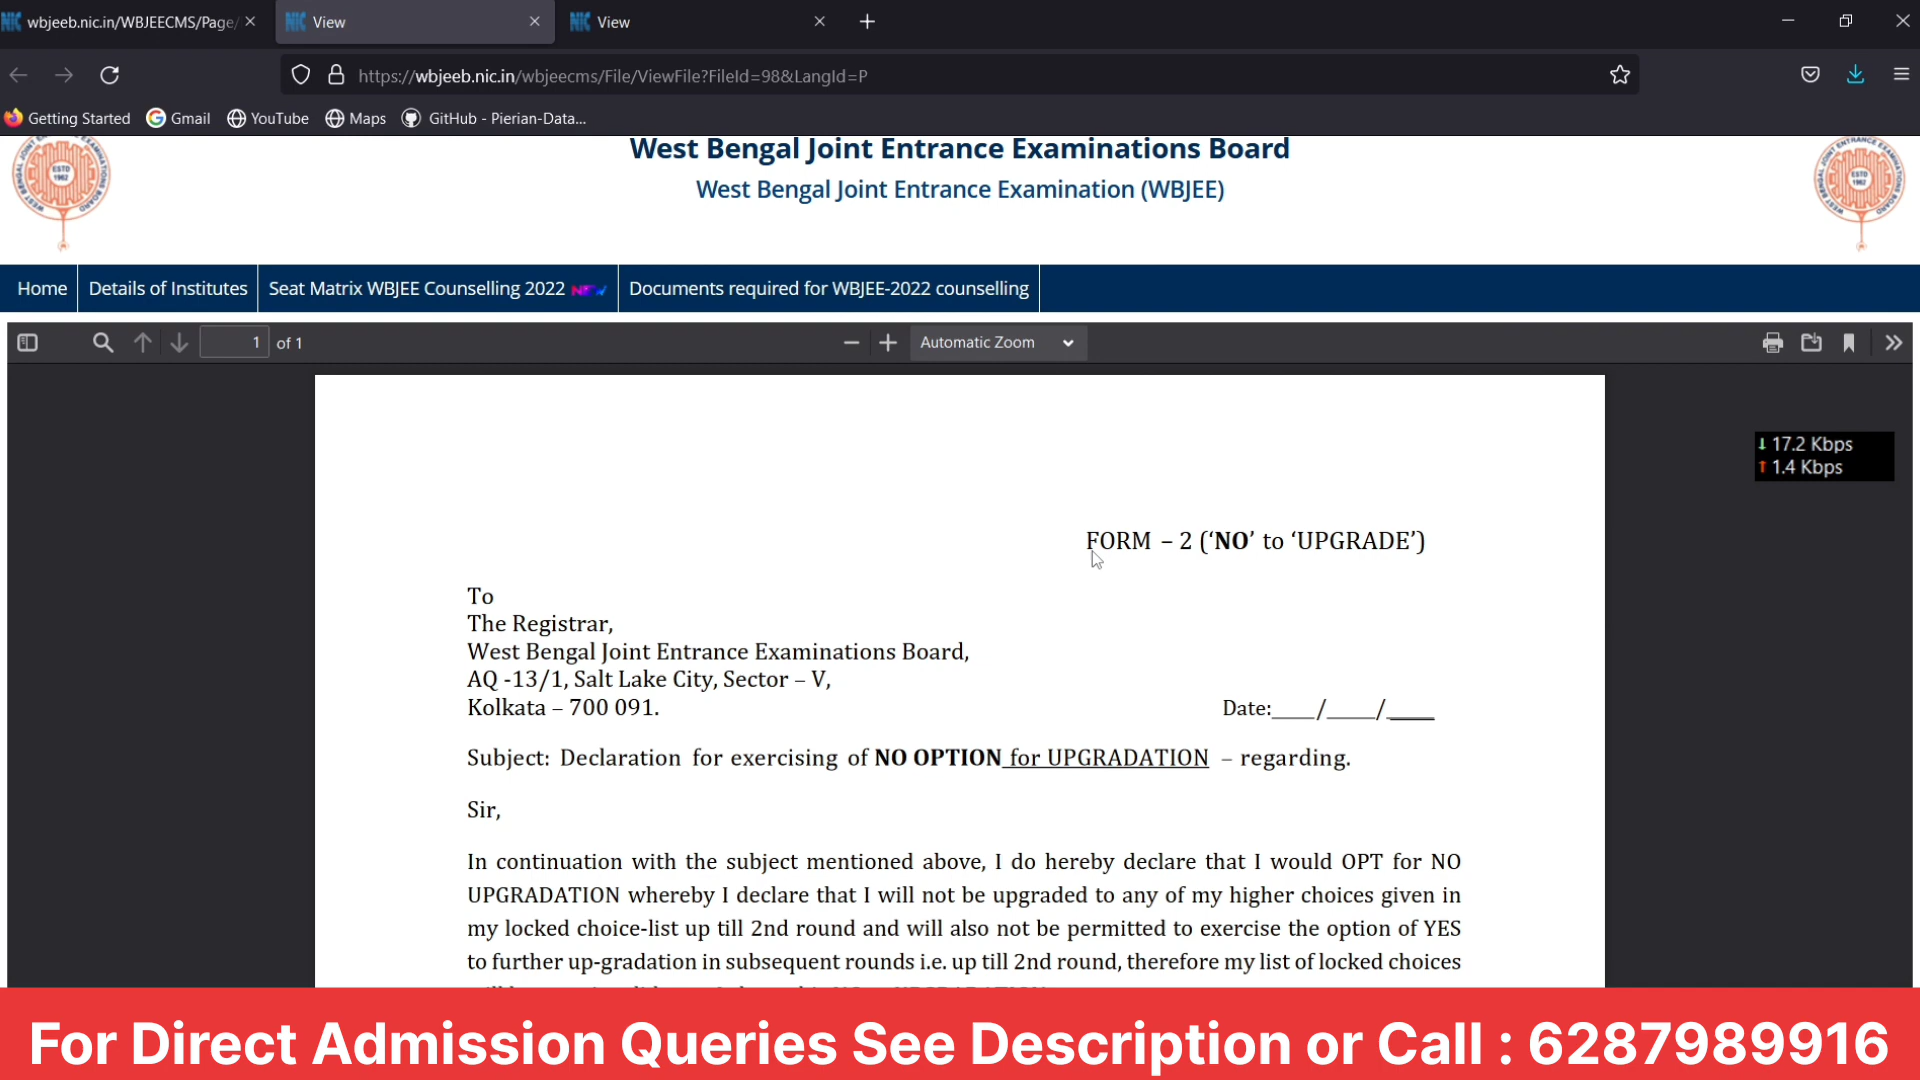 wbjeeb.nic.in/WBJEECMS/Page/
View
View
https://wbjeeb.nic.in/wbjeecms/File/ViewFile?FileId=98&LangId=P
Getting Started
Gmail
YouTube
Maps
GitHub - Pierian-Data...
West Bengal Joint Entrance Examinations Board
West Bengal Joint Entrance Examination (WBJEE)
ESTD
1962
ESTD
1962
Home
Details of Institutes
Seat Matrix WBJEE Counselling 2022 NEW
Documents required for WBJEE-2022 counselling
1 of 1
Automatic Zoom
17.2 Kbps
1.4 Kbps
FORM – 2 (‘NO’ to ‘UPGRADE’)
To
The Registrar,
West Bengal Joint Entrance Examinations Board,
AQ -13/1, Salt Lake City, Sector – V,
Kolkata – 700 091.
Date:____/____/____
Subject: Declaration for exercising of NO OPTION for UPGRADATION – regarding.
Sir,
In continuation with the subject mentioned above, I do hereby declare that I would OPT for NO
UPGRADATION whereby I declare that I will not be upgraded to any of my higher choices given in
my locked choice-list up till 2nd round and will also not be permitted to exercise the option of YES
to further up-gradation in subsequent rounds i.e. up till 2nd round, therefore my list of locked choices
For Direct Admission Queries See Description or Call : 6287989916